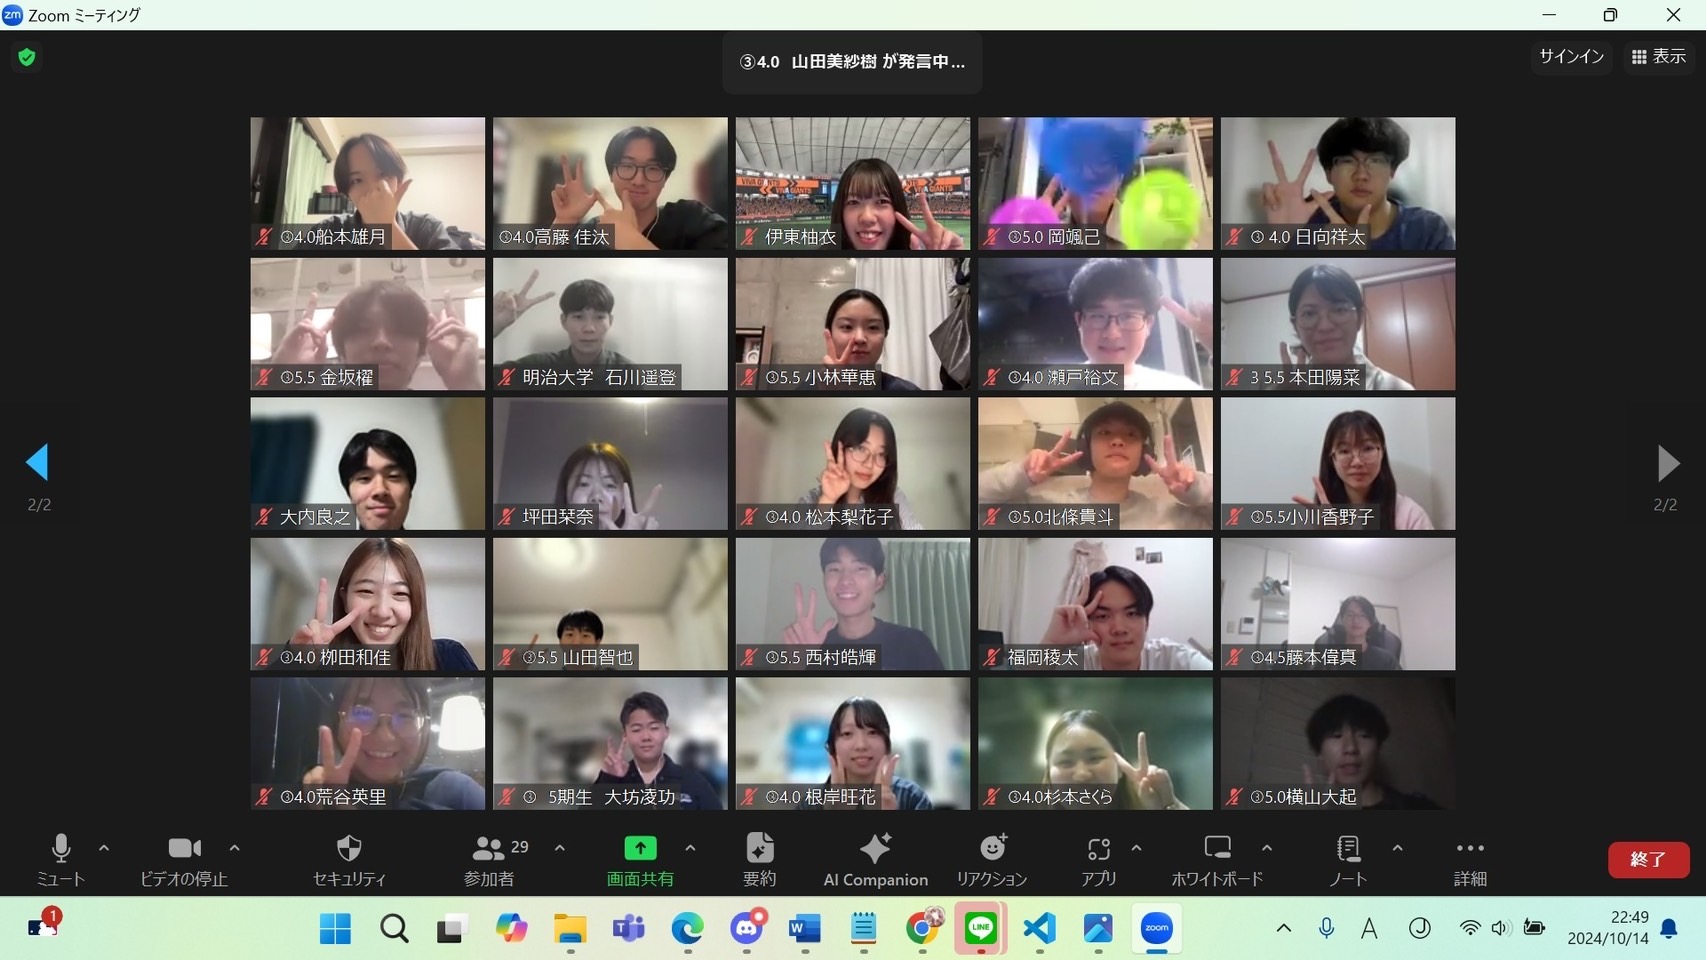 Zoom ミーティング
③4.0 山田美紗樹 が発言中...
サインイン
表示
VIVA GIANTS
VIVA GIANTS
③4.0船本雄月
③4.0高藤 佳汰
伊東柚衣
③5.0 岡颯己
③ 4.0 日向祥太
③5.5 金坂櫂
明治大学 石川遥登
③5.5 小林華恵
③4.0 瀬戸裕文
3 5.5 本田陽菜
大内良之
坪田栞奈
③4.0 松本梨花子
③5.0北條貴斗
③5.5小川香野子
2/2
2/2
③4.0 栁田和佳
③5.5 山田智也
③5.5 西村皓輝
福岡稜太
③4.5藤本偉真
③4.0荒谷英里
③ 5期生 大坊凌功
③4.0 根岸旺花
③4.0杉本さくら
③5.0横山大起
ミュート
ビデオの停止
セキュリティ
29
参加者
画面共有
要約
AI Companion
リアクション
アプリ
ホワイトボード
ノート
詳細
終了
1
LINE
zoom
A
22:49
2024/10/14